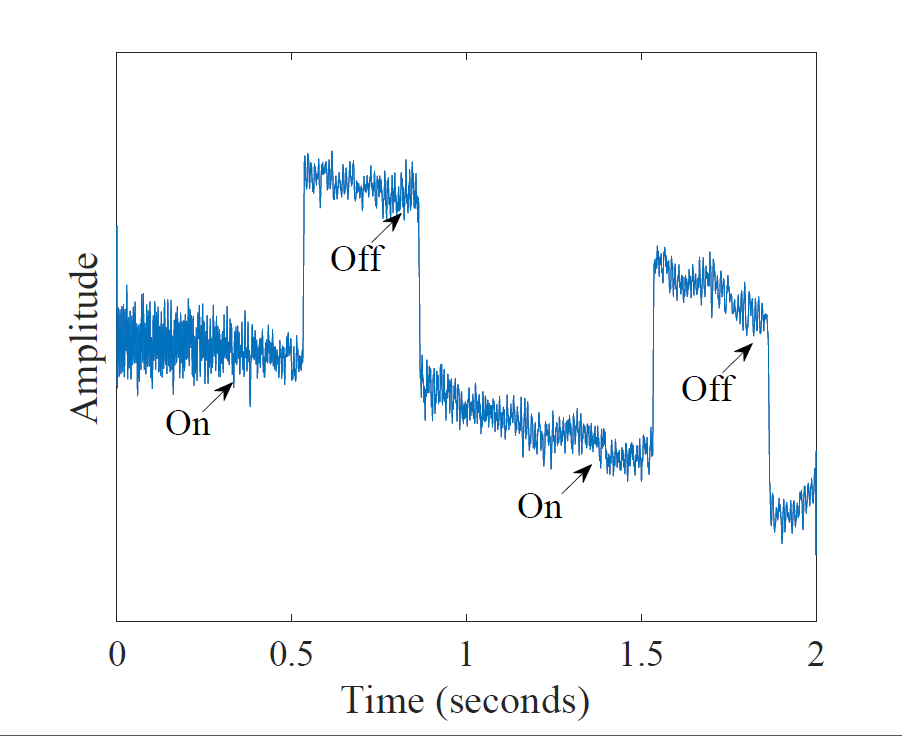 Off
Amplitude
Off
On
On
0
0.5
1
1.5
2
Time (seconds)